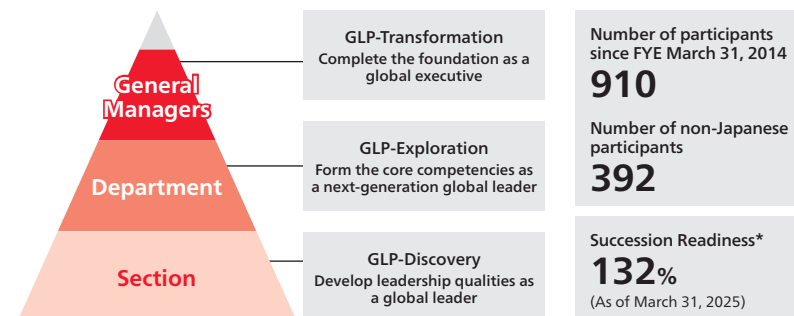 General
Managers
Department
Section
GLP-Transformation
Complete the foundation as a
global executive
GLP-Exploration
Form the core competencies as
a next-generation global leader
GLP-Discovery
Develop leadership qualities as
a global leader
Number of participants
since FYE March 31, 2014
910
Number of non-Japanese
participants
392
Succession Readiness*
132%
(As of March 31, 2025)